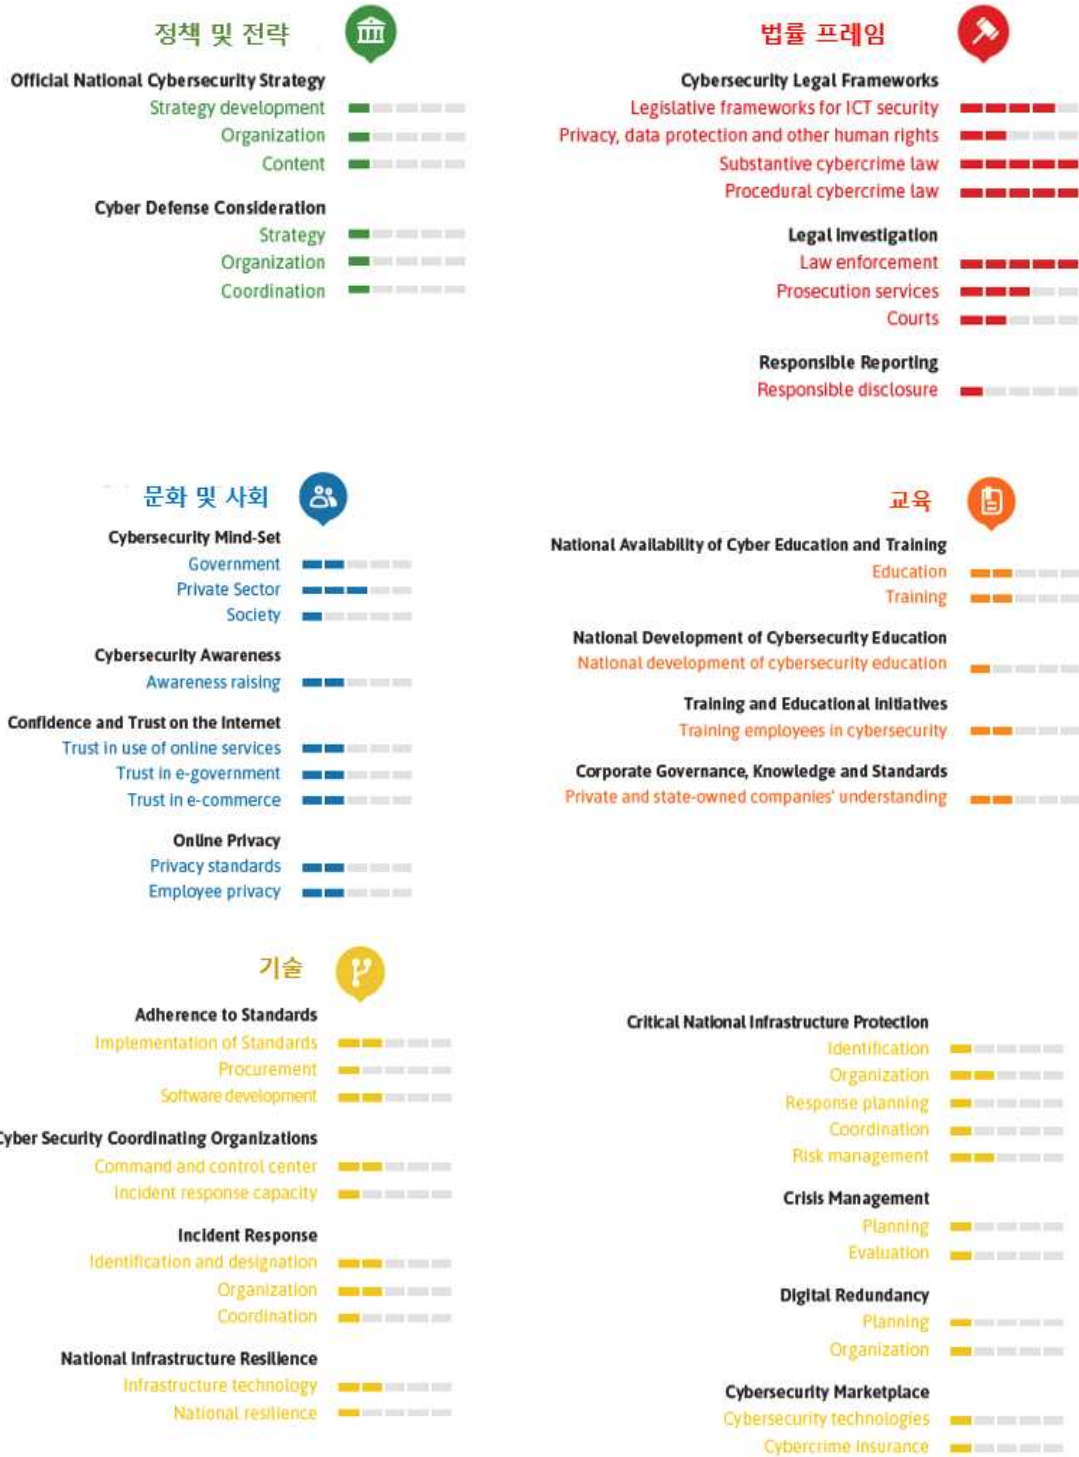 정책 및 전략
Official National Cybersecurity Strategy
Strategy development
Organization
Content
Cyber Defense Consideration
Strategy
Organization
Coordination
법률 프레임
Cybersecurity Legal Frameworks
Legislative frameworks for ICT security
Privacy, data protection and other human rights
Substantive cybercrime law
Procedural cybercrime law
Legal Investigation
Law enforcement
Prosecution services
Courts
Responsible Reporting
Responsible disclosure
문화 및 사회
Cybersecurity Mind-Set
Government
Private Sector
Society
Cybersecurity Awareness
Awareness raising
Confidence and Trust on the Internet
Trust in use of online services
Trust in e-government
Trust in e-commerce
Online Privacy
Privacy standards
Employee privacy
교육
National Availability of Cyber Education and Training
Education
Training
National Development of Cybersecurity Education
National development of cybersecurity education
Training and Educational Initiatives
Training employees in cybersecurity
Corporate Governance, Knowledge and Standards
Private and state-owned companies' understanding
기술
Adherence to Standards
Implementation of Standards
Procurement
Software development
Cyber Security Coordinating Organizations
Command and control center
Incident response capacity
Incident Response
Identification and designation
Organization
Coordination
National Infrastructure Resilience
Infrastructure technology
National resilience
Critical National Infrastructure Protection
Identification
Organization
Response planning
Coordination
Risk management
Crisis Management
Planning
Evaluation
Digital Redundancy
Planning
Organization
Cybersecurity Marketplace
Cybersecurity technologies
Cybercrime insurance